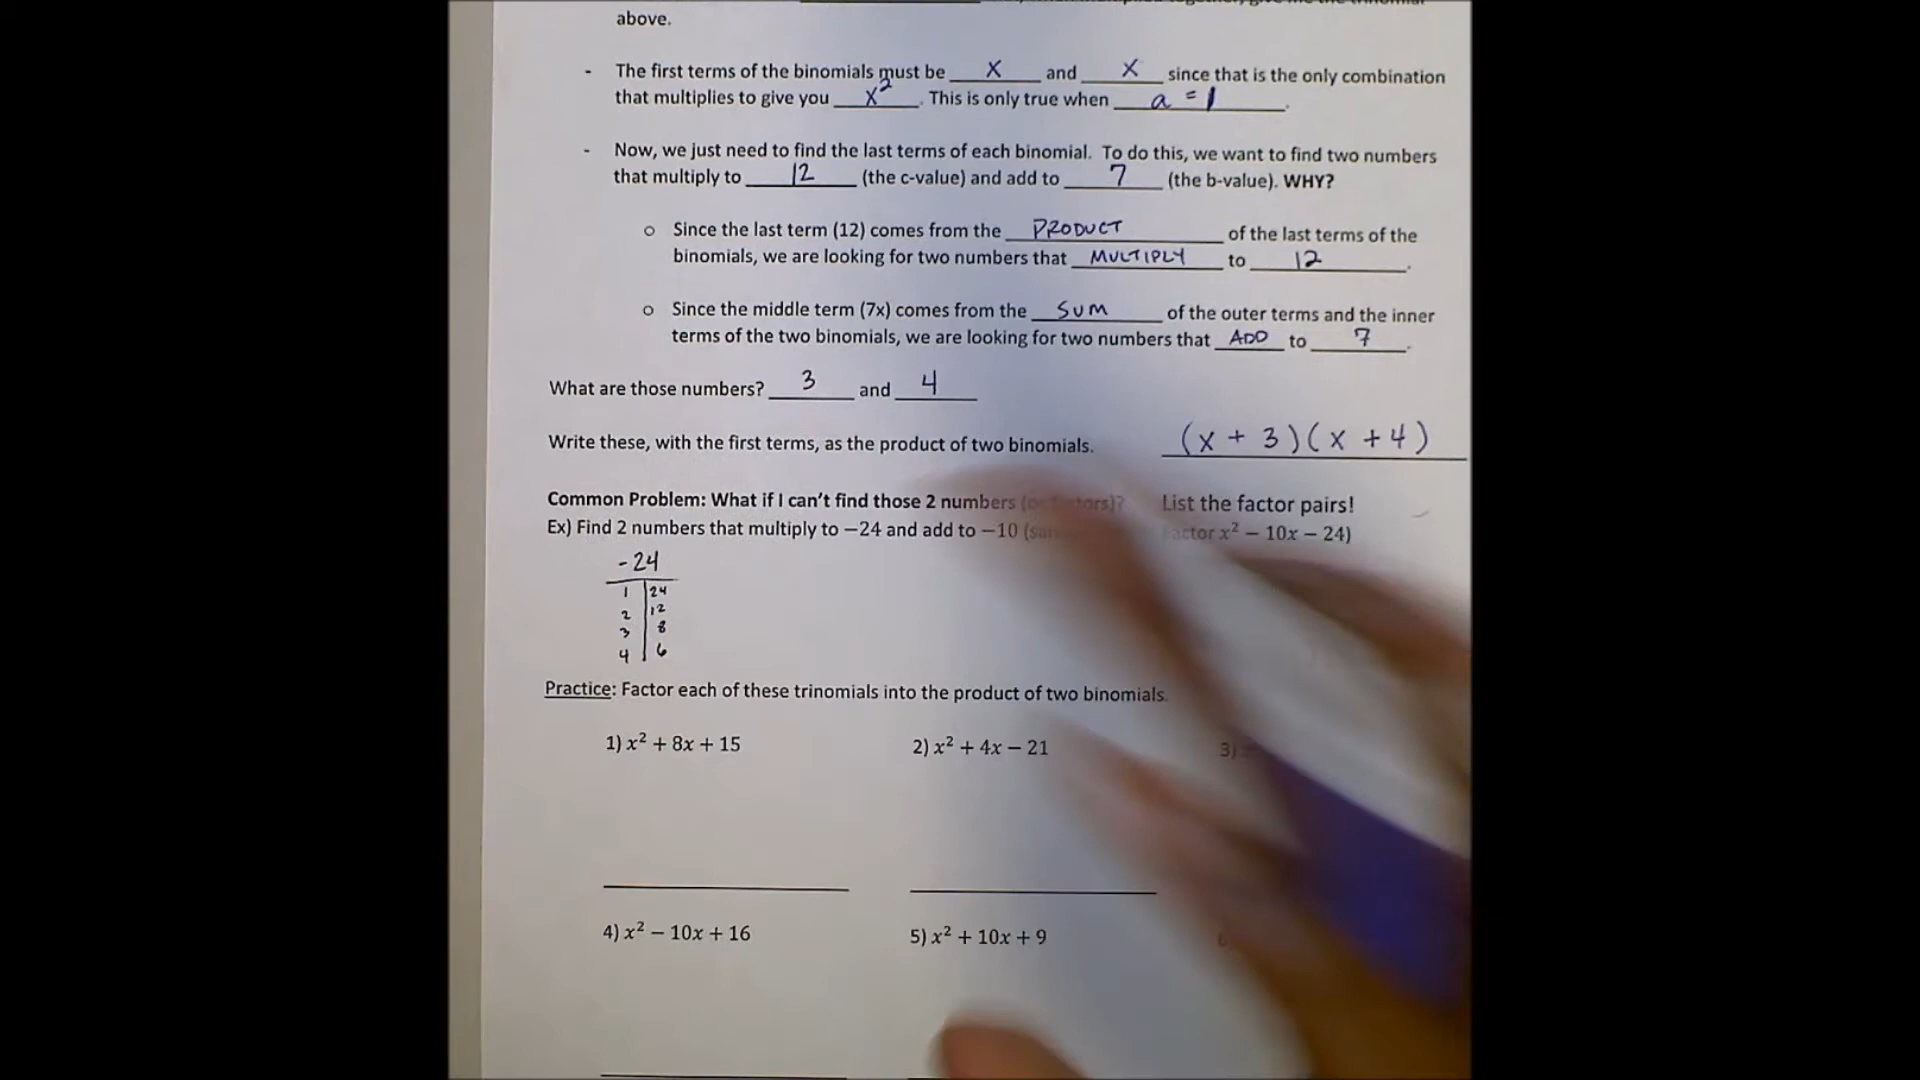 above.
- The first terms of the binomials must be x and x since that is the only combination
that multiplies to give you x². This is only true when a = 1.
- Now, we just need to find the last terms of each binomial. To do this, we want to find two numbers
that multiply to 12 (the c-value) and add to 7 (the b-value). WHY?
o Since the last term (12) comes from the PRODUCT of the last terms of the
binomials, we are looking for two numbers that MULTIPLY to 12.
o Since the middle term (7x) comes from the SUM of the outer terms and the inner
terms of the two binomials, we are looking for two numbers that ADD to 7.
What are those numbers? 3 and 4
Write these, with the first terms, as the product of two binomials. (x + 3)(x + 4)
Common Problem: What if I can't find those 2 numbers List the factor pairs!
Ex) Find 2 numbers that multiply to −24 and add to −10 x² − 10x − 24)
-24
1 24
2 12
3 8
4 6
Practice: Factor each of these trinomials into the product of two binomials.
1) x² + 8x + 15 2) x² + 4x − 21 3)
4) x² − 10x + 16 5) x² + 10x + 9